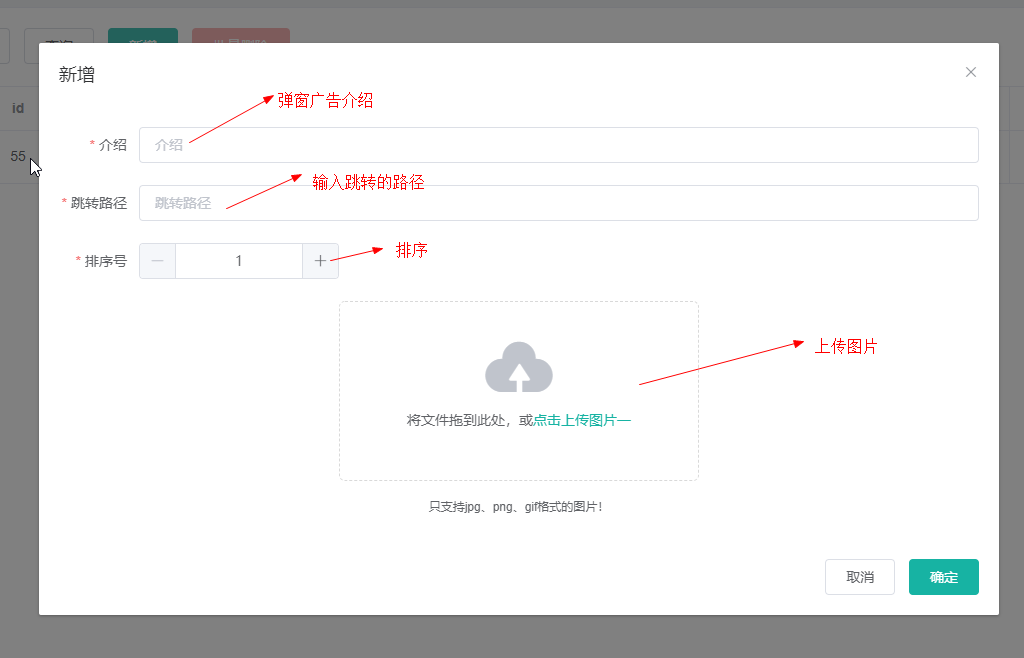 新增
弹窗广告介绍
* 介绍 介绍
输入跳转的路径
* 跳转路径 跳转路径
* 排序号 1 排序
上传图片
将文件拖到此处，或点击上传图片一
只支持jpg、png、gif格式的图片！
取消 确定
id
55